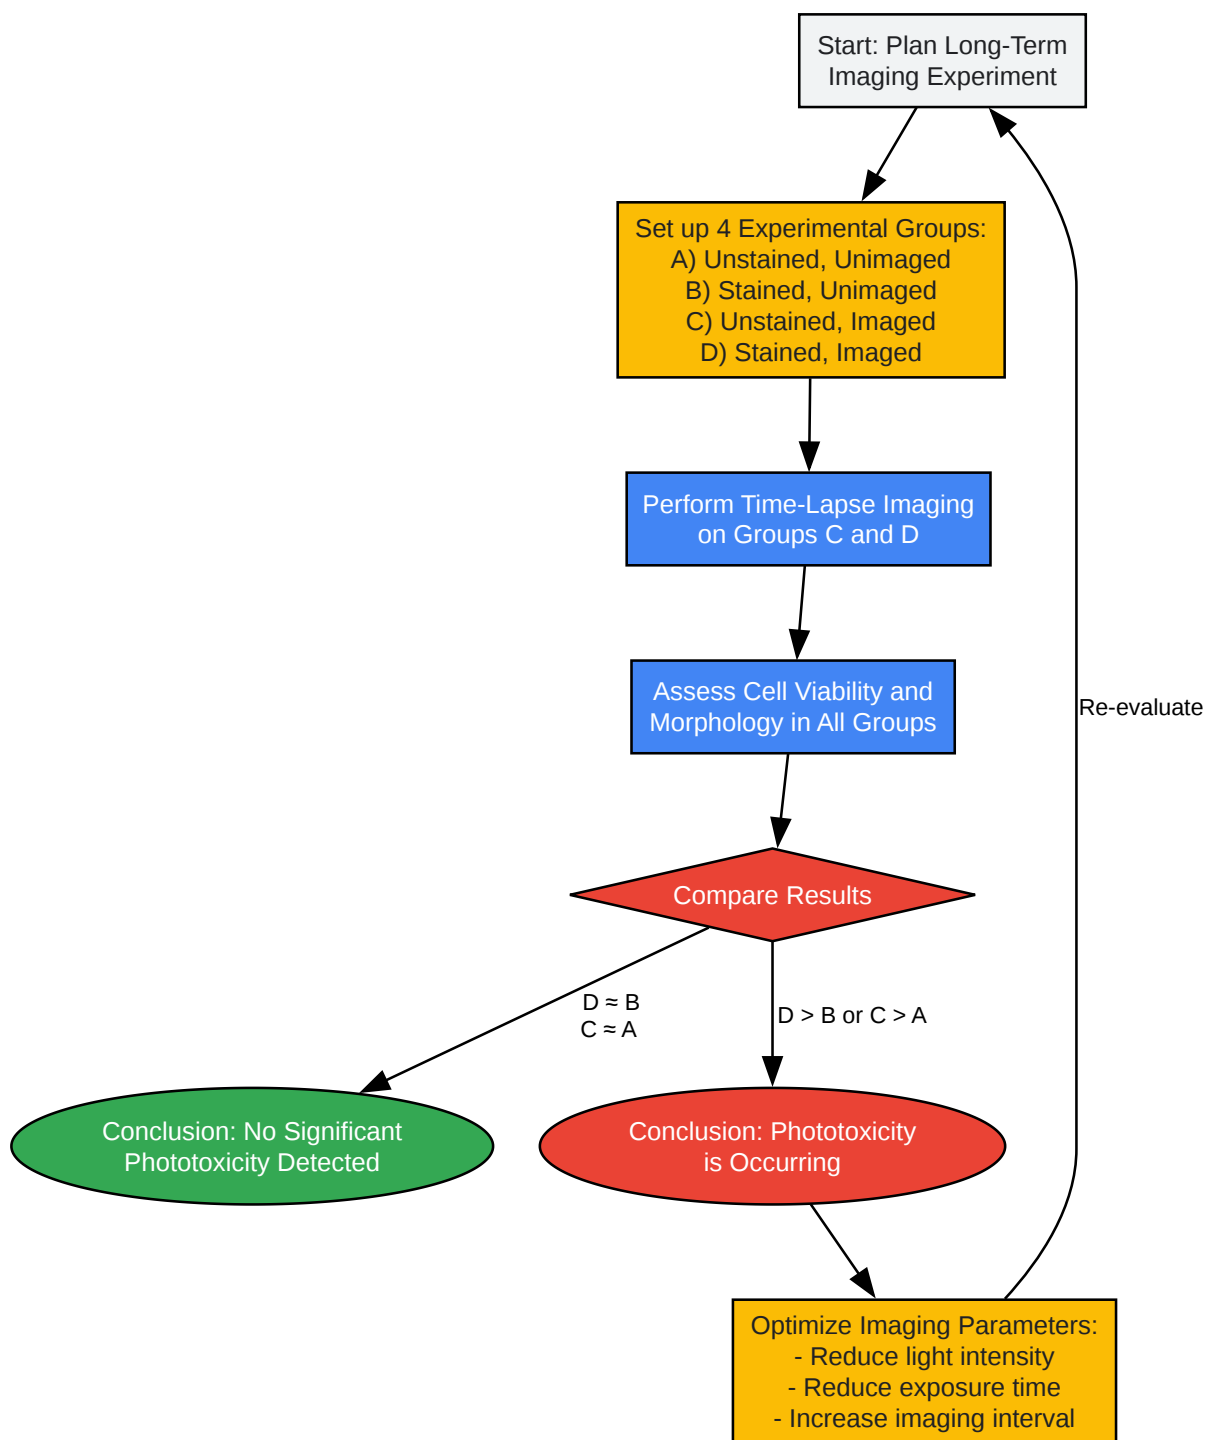 Start: Plan Long-Term
Imaging Experiment
Set up 4 Experimental Groups:
A) Unstained, Unimaged
B) Stained, Unimaged
C) Unstained, Imaged
D) Stained, Imaged
Perform Time-Lapse Imaging
on Groups C and D
Assess Cell Viability and
Morphology in All Groups
Re-evaluate
Compare Results
D ≈ B
C ≈ A
D > B or C > A
Conclusion: No Significant
Phototoxicity Detected
Conclusion: Phototoxicity
is Occurring
Optimize Imaging Parameters:
- Reduce light intensity
- Reduce exposure time
- Increase imaging interval